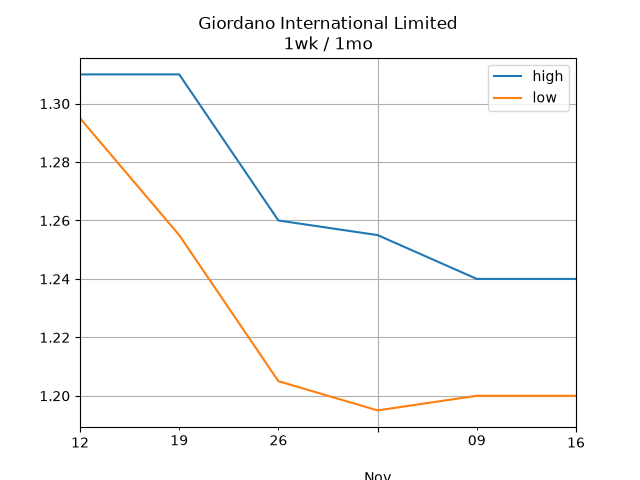 Giordano International Limited
1wk / 1mo
high
low
1.30
1.28
1.26
1.24
1.22
1.20
12
19
26
09
16
Nov